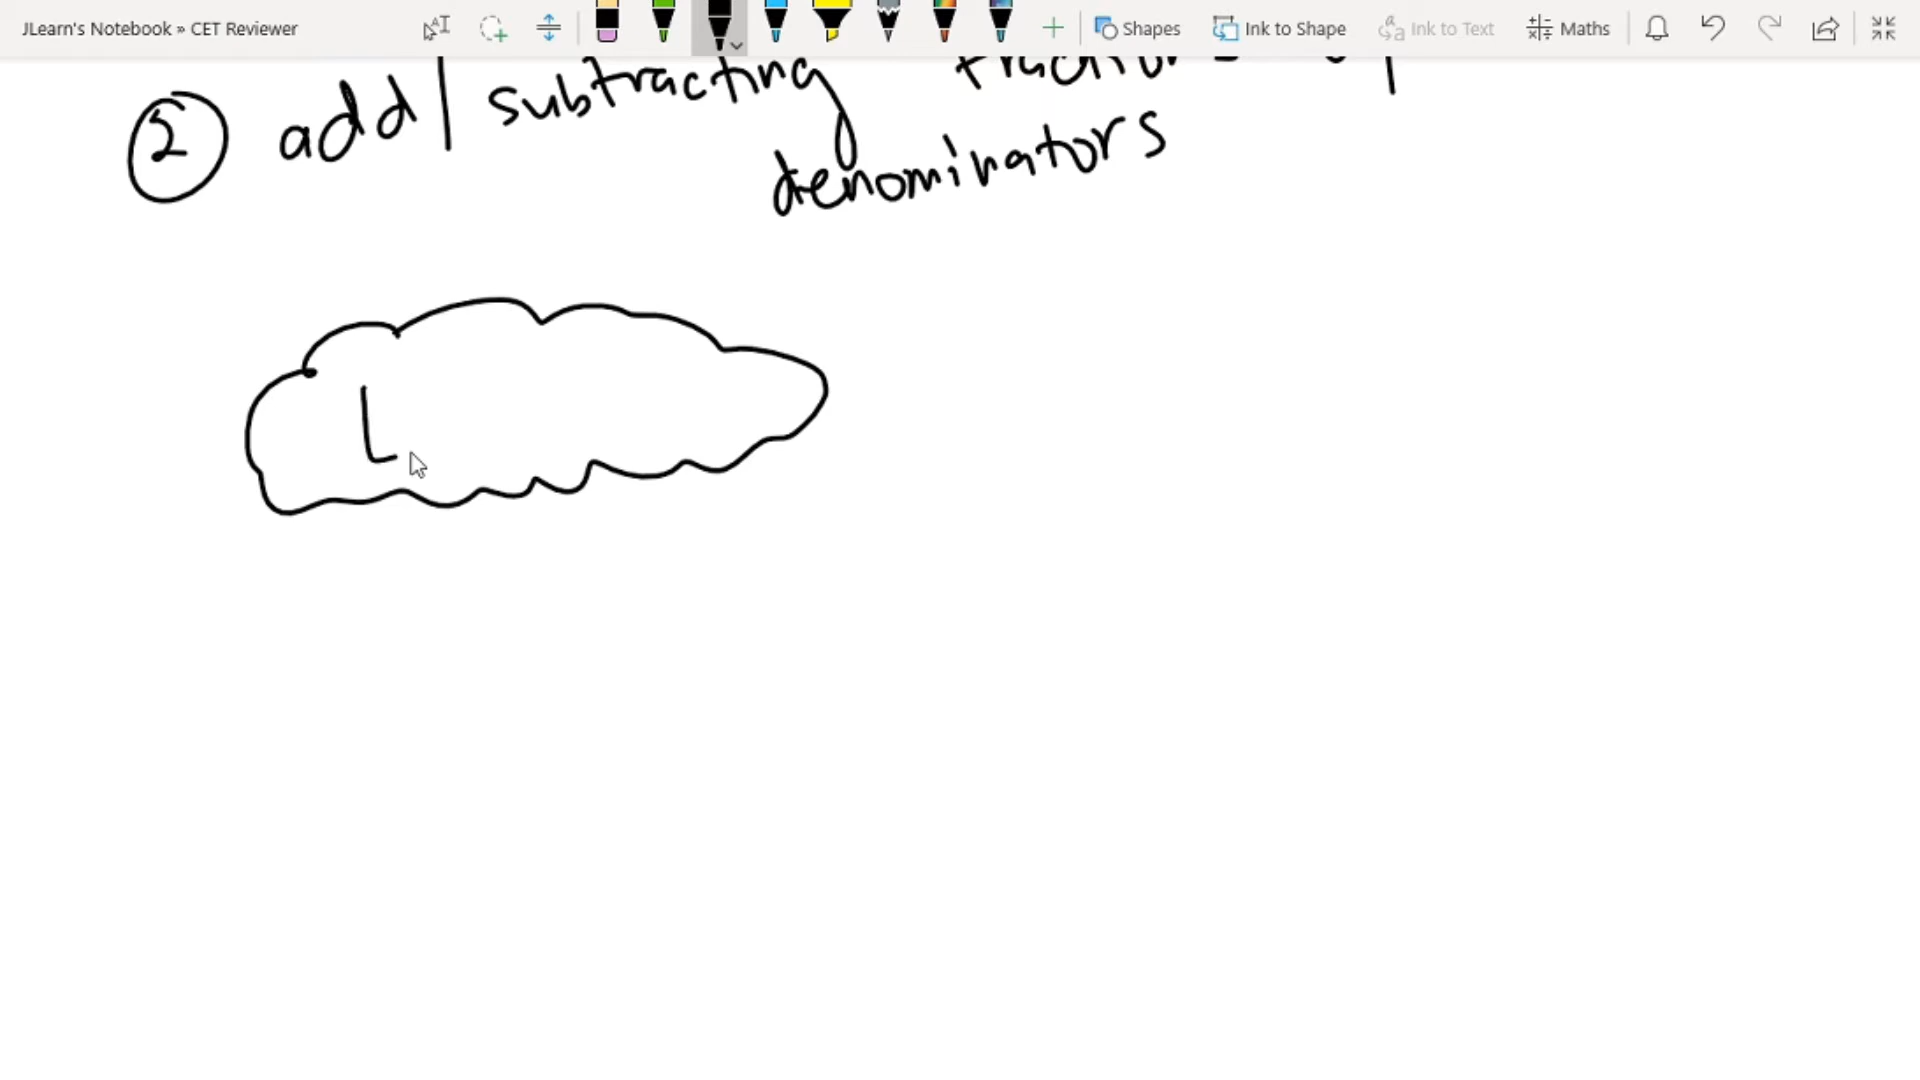 JLearn's Notebook » CET Reviewer
Shapes
Ink to Shape
Ink to Text
Maths
② add/subtracting
denominators
L